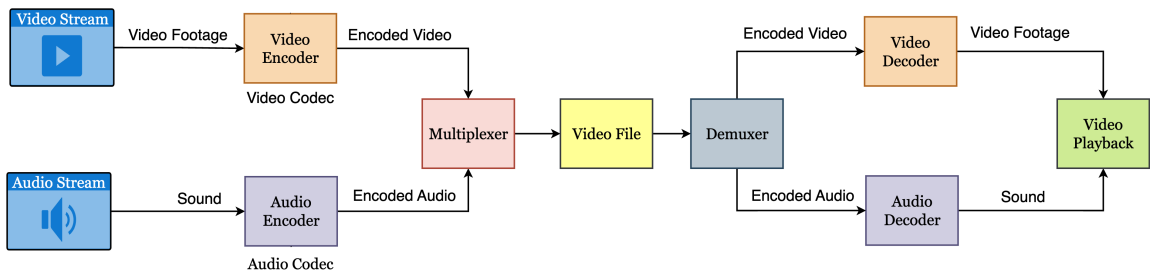 Video Stream
Video Footage
Video
Encoder
Encoded Video
Video Codec
Audio Stream
Sound
Audio
Encoder
Encoded Audio
Audio Codec
Multiplexer
Video File
Demuxer
Encoded Video
Video
Decoder
Video Footage
Encoded Audio
Audio
Decoder
Sound
Video
Playback